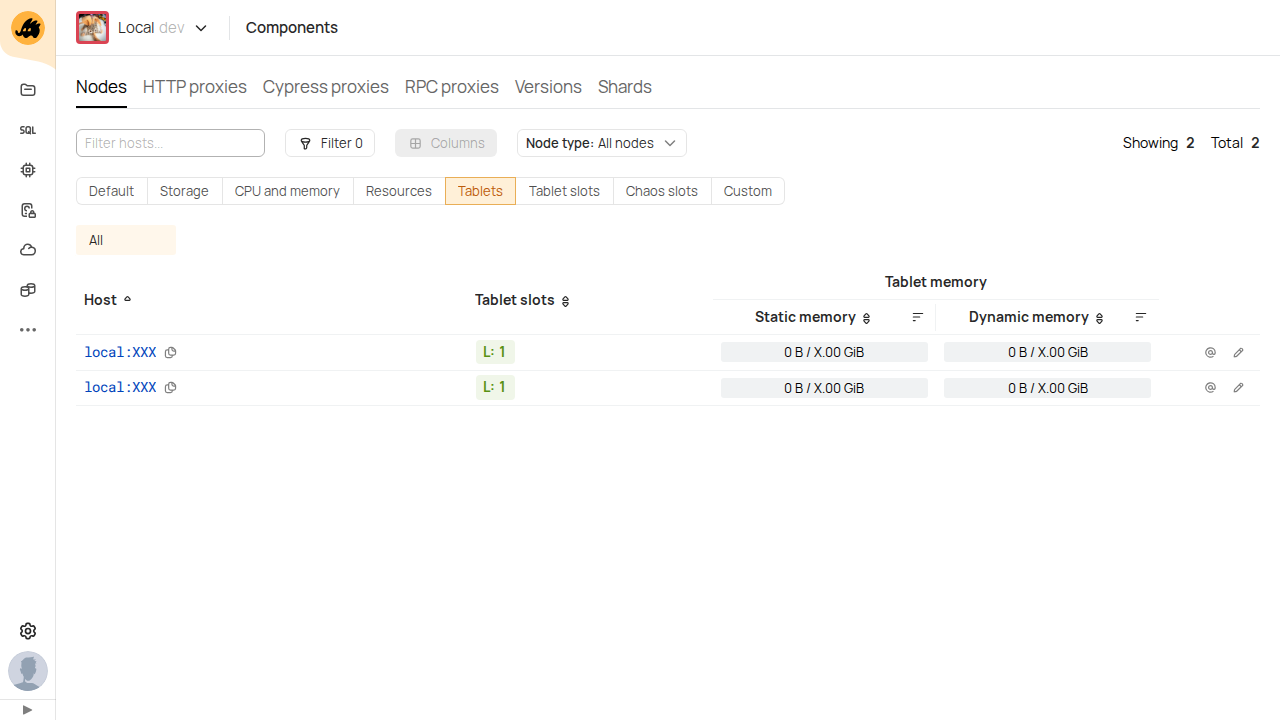 Local dev
Components
Nodes HTTP proxies Cypress proxies RPC proxies Versions Shards
Filter hosts... Filter 0 Columns Node type: All nodes Showing 2 Total 2
SQL
Default Storage CPU and memory Resources Tablets Tablet slots Chaos slots Custom
All
Tablet memory
Host Tablet slots
Static memory Dynamic memory
local:XXX L: 1 0 B / X.00 GiB 0 B / X.00 GiB
local:XXX L: 1 0 B / X.00 GiB 0 B / X.00 GiB